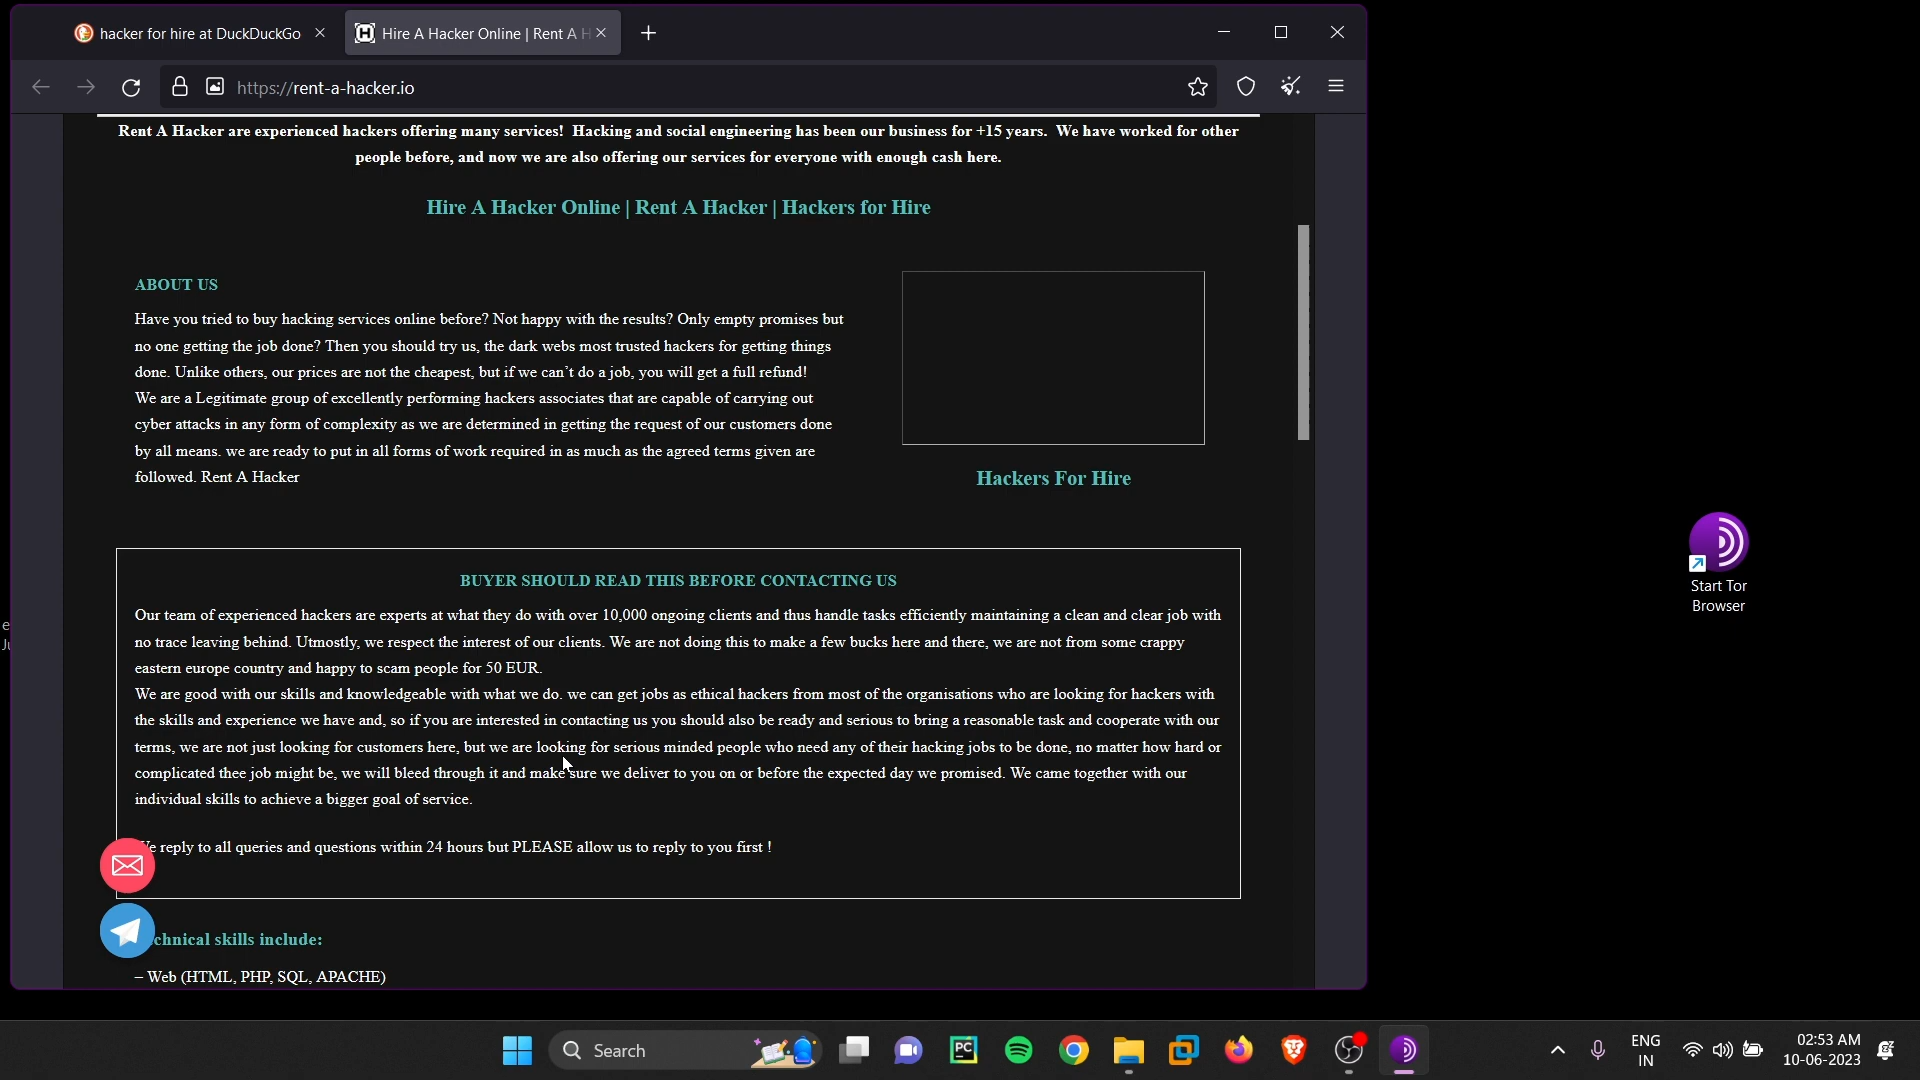 hacker for hire at DuckDuckGo
Hire A Hacker Online | Rent A H
https://rent-a-hacker.io
Rent A Hacker are experienced hackers offering many services! Hacking and social engineering has been our business for +15 years. We have worked for other
people before, and now we are also offering our services for everyone with enough cash here.
Hire A Hacker Online | Rent A Hacker | Hackers for Hire
ABOUT US
Have you tried to buy hacking services online before? Not happy with the results? Only empty promises but
no one getting the job done? Then you should try us, the dark webs most trusted hackers for getting things
done. Unlike others, our prices are not the cheapest, but if we can't do a job, you will get a full refund!
We are a Legitimate group of excellently performing hackers associates that are capable of carrying out
cyber attacks in any form of complexity as we are determined in getting the request of our customers done
by all means. we are ready to put in all forms of work required in as much as the agreed terms given are
followed. Rent A Hacker
Hackers For Hire
BUYER SHOULD READ THIS BEFORE CONTACTING US
Our team of experienced hackers are experts at what they do with over 10,000 ongoing clients and thus handle tasks efficiently maintaining a clean and clear job with
no trace leaving behind. Utmostly, we respect the interest of our clients. We are not doing this to make a few bucks here and there, we are not from some crappy
eastern europe country and happy to scam people for 50 EUR.
We are good with our skills and knowledgeable with what we do. we can get jobs as ethical hackers from most of the organisations who are looking for hackers with
the skills and experience we have and, so if you are interested in contacting us you should also be ready and serious to bring a reasonable task and cooperate with our
terms, we are not just looking for customers here, but we are looking for serious minded people who need any of their hacking jobs to be done, no matter how hard or
complicated thee job might be, we will bleed through it and make sure we deliver to you on or before the expected day we promised. We came together with our
individual skills to achieve a bigger goal of service.
We reply to all queries and questions within 24 hours but PLEASE allow us to reply to you first !
chnical skills include:
– Web (HTML, PHP, SQL, APACHE)
Start Tor
Browser
Search
PC
ENG
IN
02:53 AM
10-06-2023